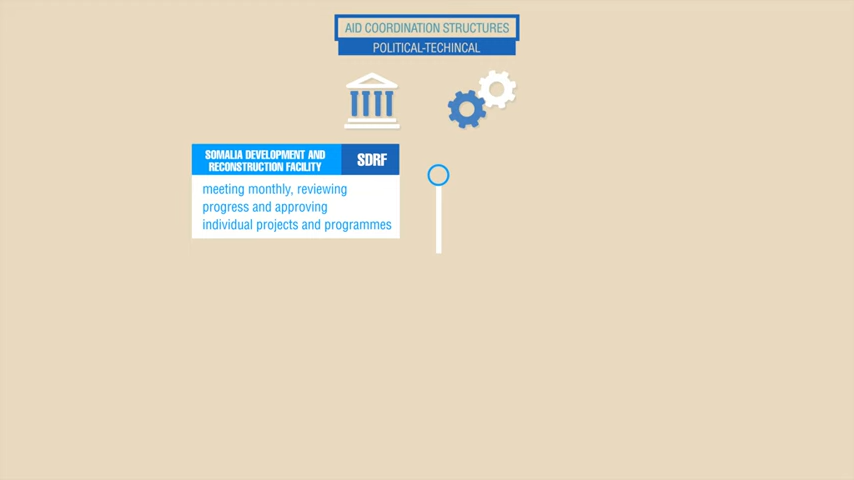 AID COORDINATION STRUCTURES
POLITICAL-TECHINCAL
SOMALIA DEVELOPMENT AND
RECONSTRUCTION FACILITY
SDRF
meeting monthly, reviewing
progress and approving
individual projects and programmes